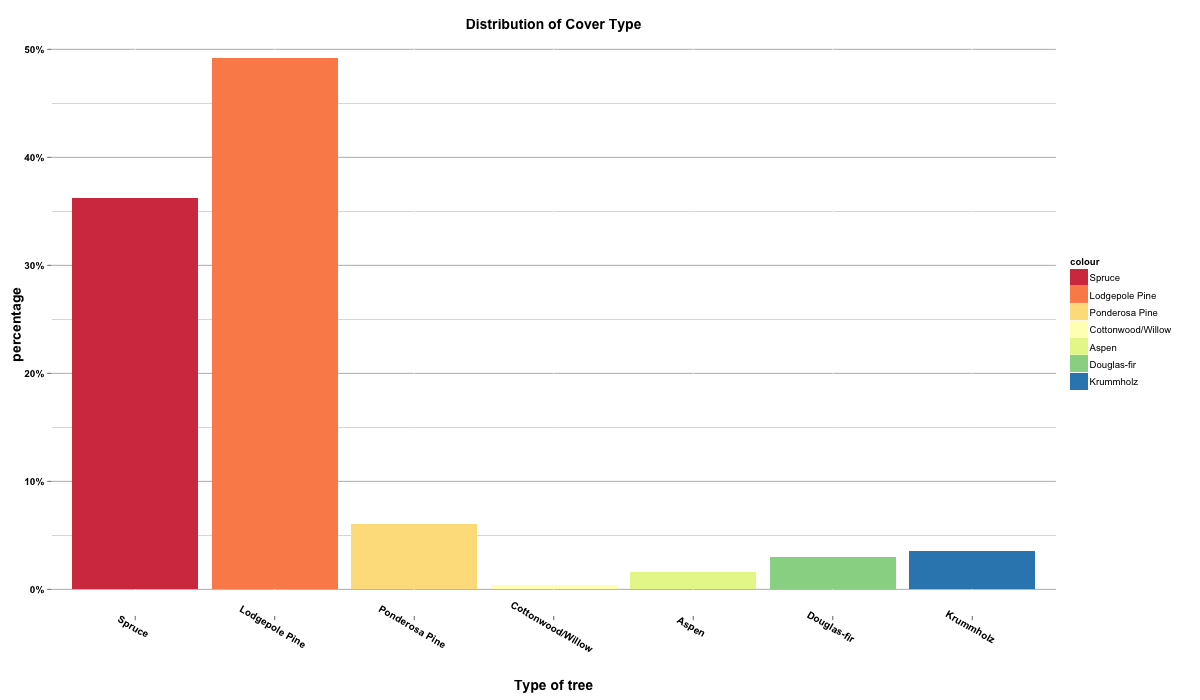 Distribution of Cover Type
50%
40%
30%
20%
10%
0%
percentage
Spruce
Lodgepole Pine
Ponderosa Pine
Cottonwood/Willow
Aspen
Douglas-fir
Krummholz
Type of tree
colour
Spruce
Lodgepole Pine
Ponderosa Pine
Cottonwood/Willow
Aspen
Douglas-fir
Krummholz